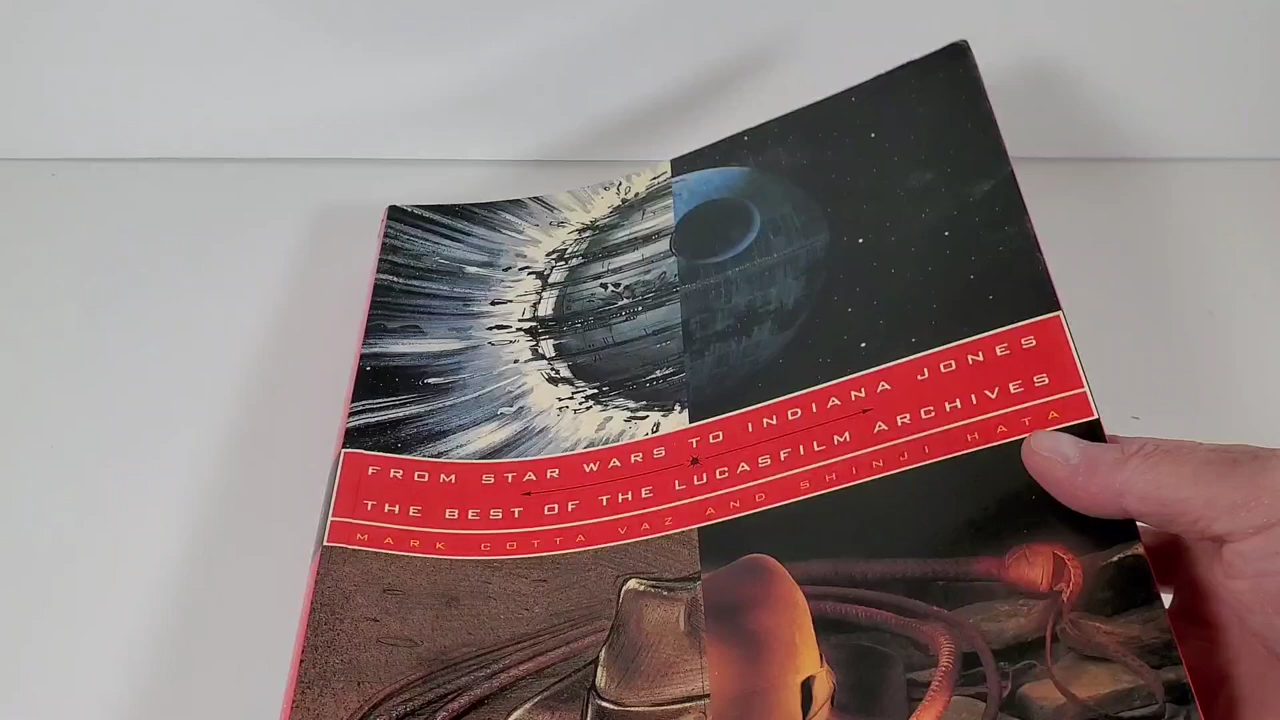 FROM STAR WARS TO INDIANA JONES
THE BEST OF THE LUCASFILM ARCHIVES
MARK COTTA VAZ AND SHINJI HATA